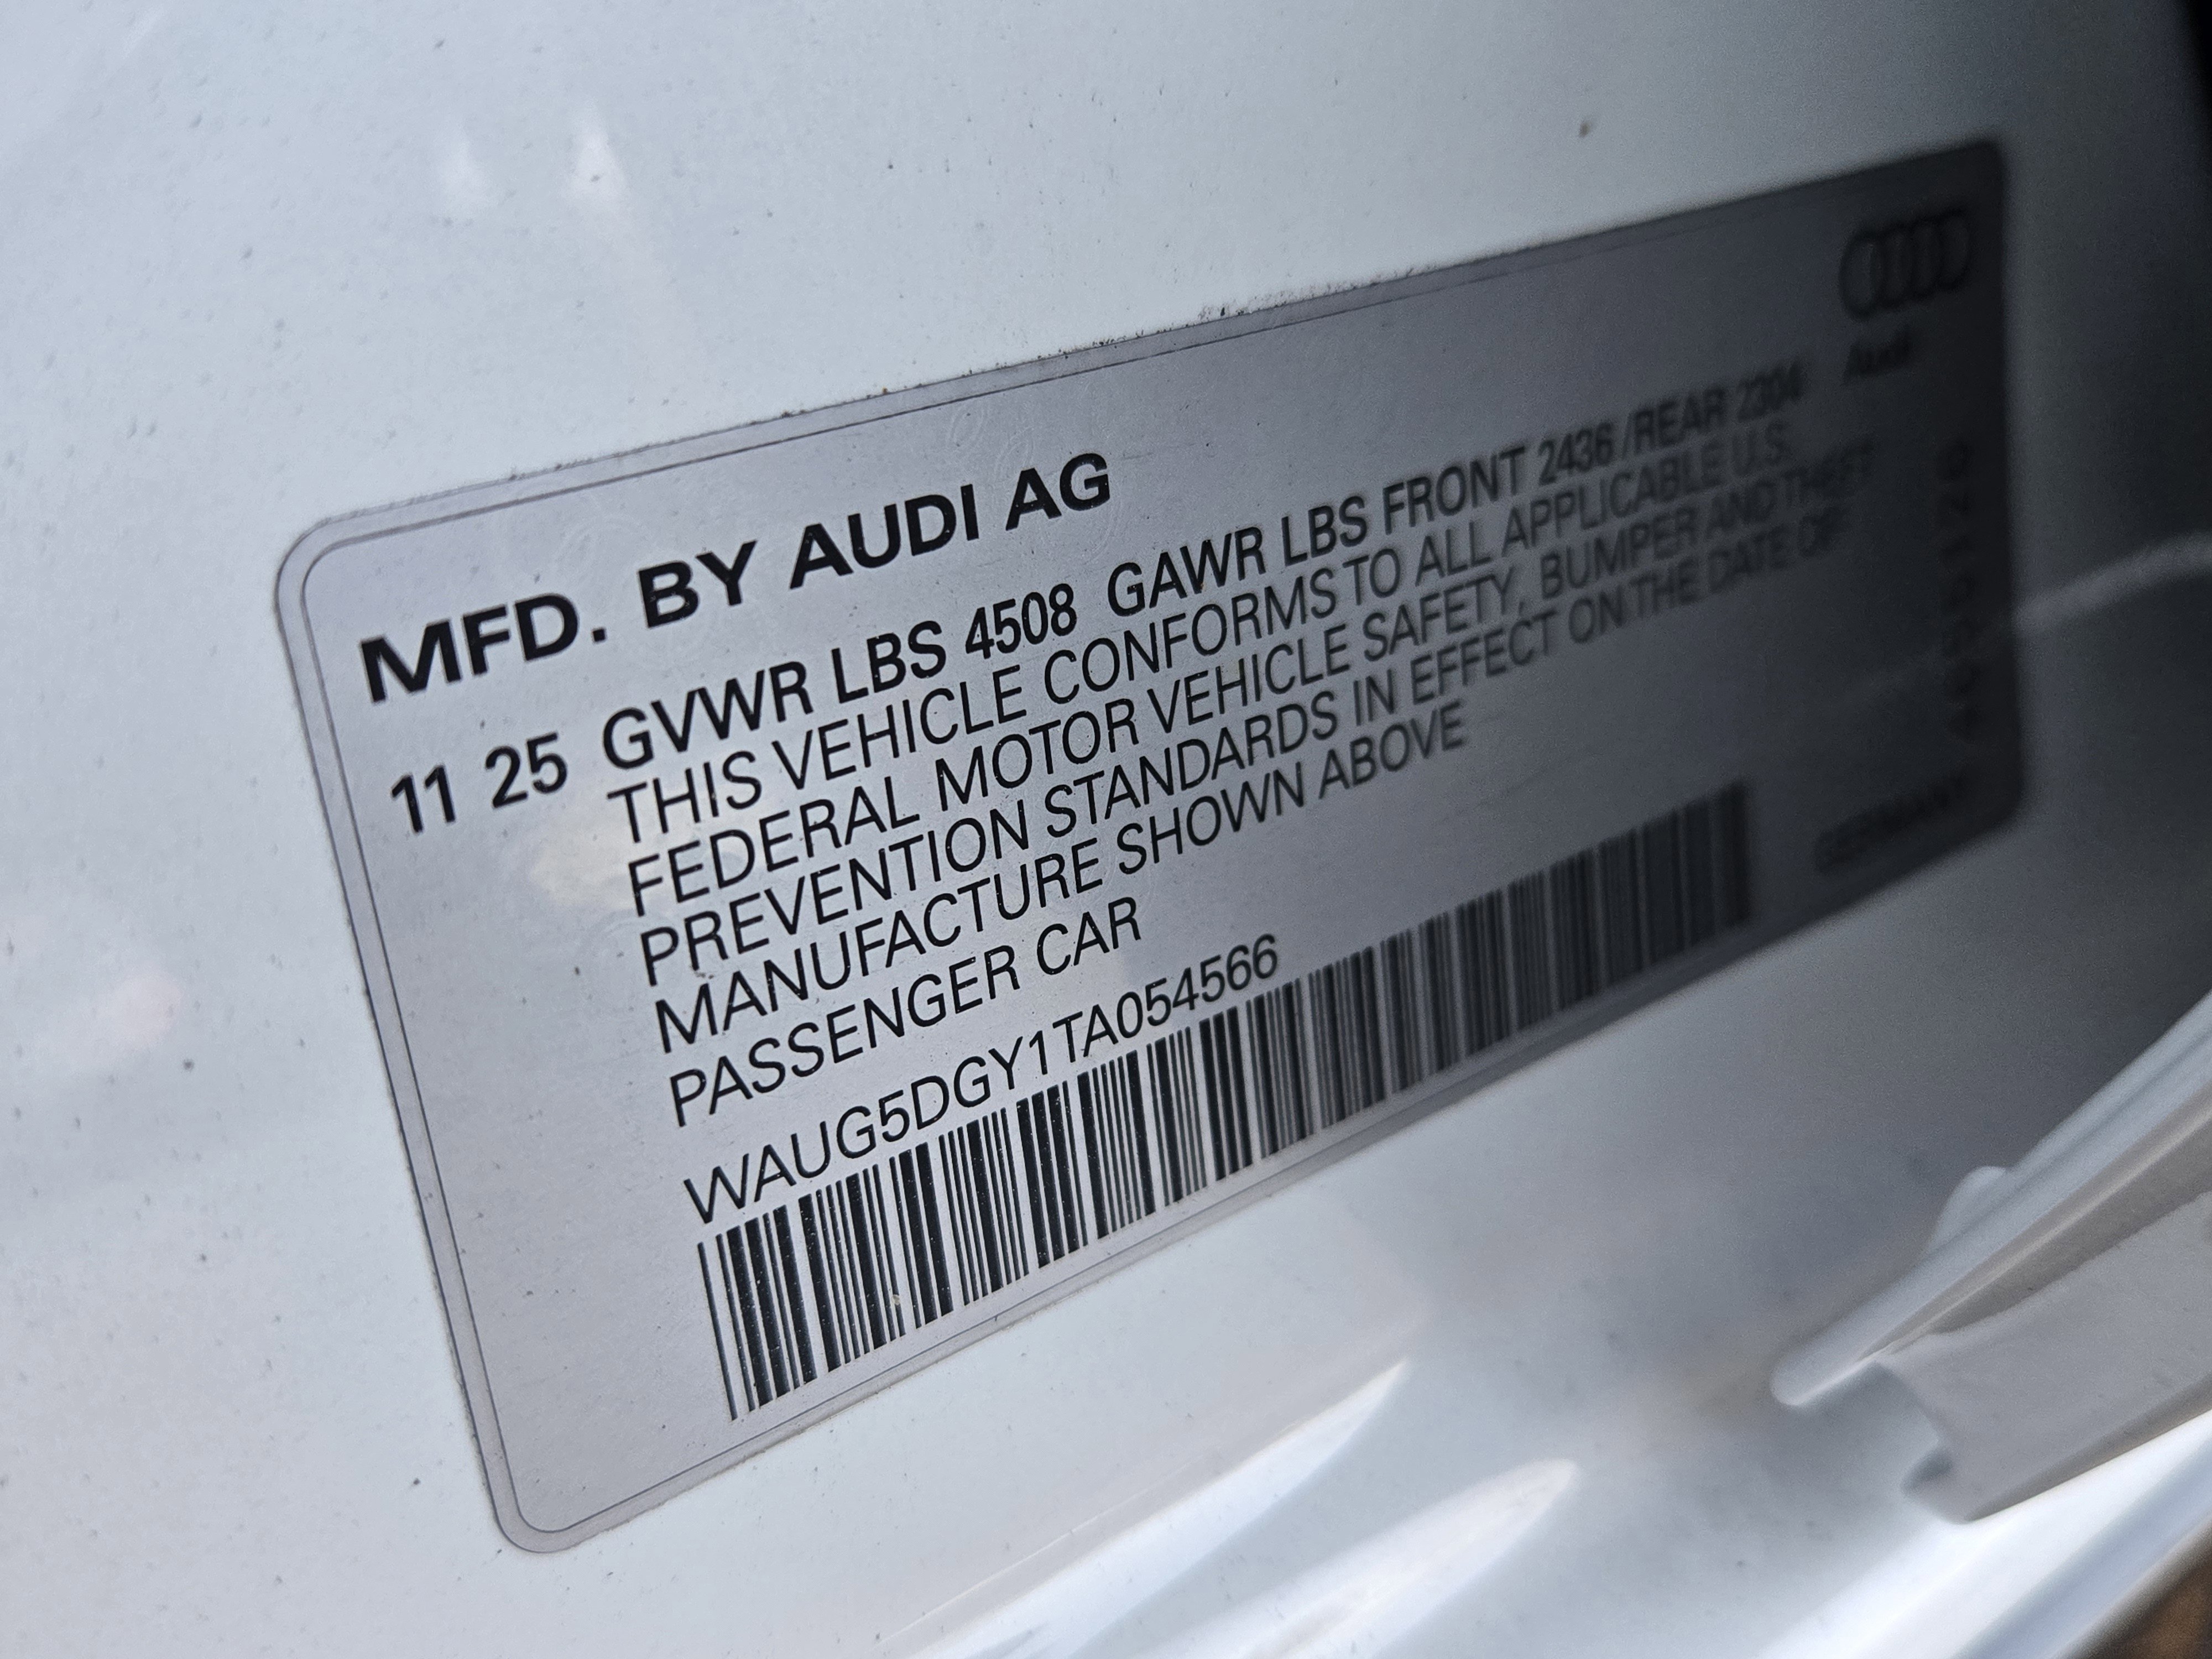 MFD. BY AUDI AG
11 25 GVWR LBS 4508 GAWR LBS FRONT 2436 /REAR 2304
THIS VEHICLE CONFORMS TO ALL APPLICABLE U.S.
FEDERAL MOTOR VEHICLE SAFETY, BUMPER AND THEFT
PREVENTION STANDARDS IN EFFECT ON THE DATE OF
MANUFACTURE SHOWN ABOVE
PASSENGER CAR
WAUG5DGY1TA054566
Audi
GERMANY